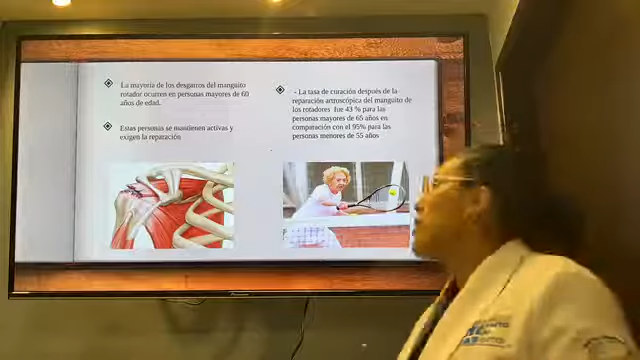 La mayoría de los desgarros del manguito
rotador ocurren en personas mayores de 60
años de edad.
Estas personas se mantienen activas y
exigen la reparación
- La tasa de curación después de la
reparación artroscópica del manguito de
los rotadores fue 43 % para las
personas mayores de 65 años en
comparación con el 95% para las
personas menores de 55 años